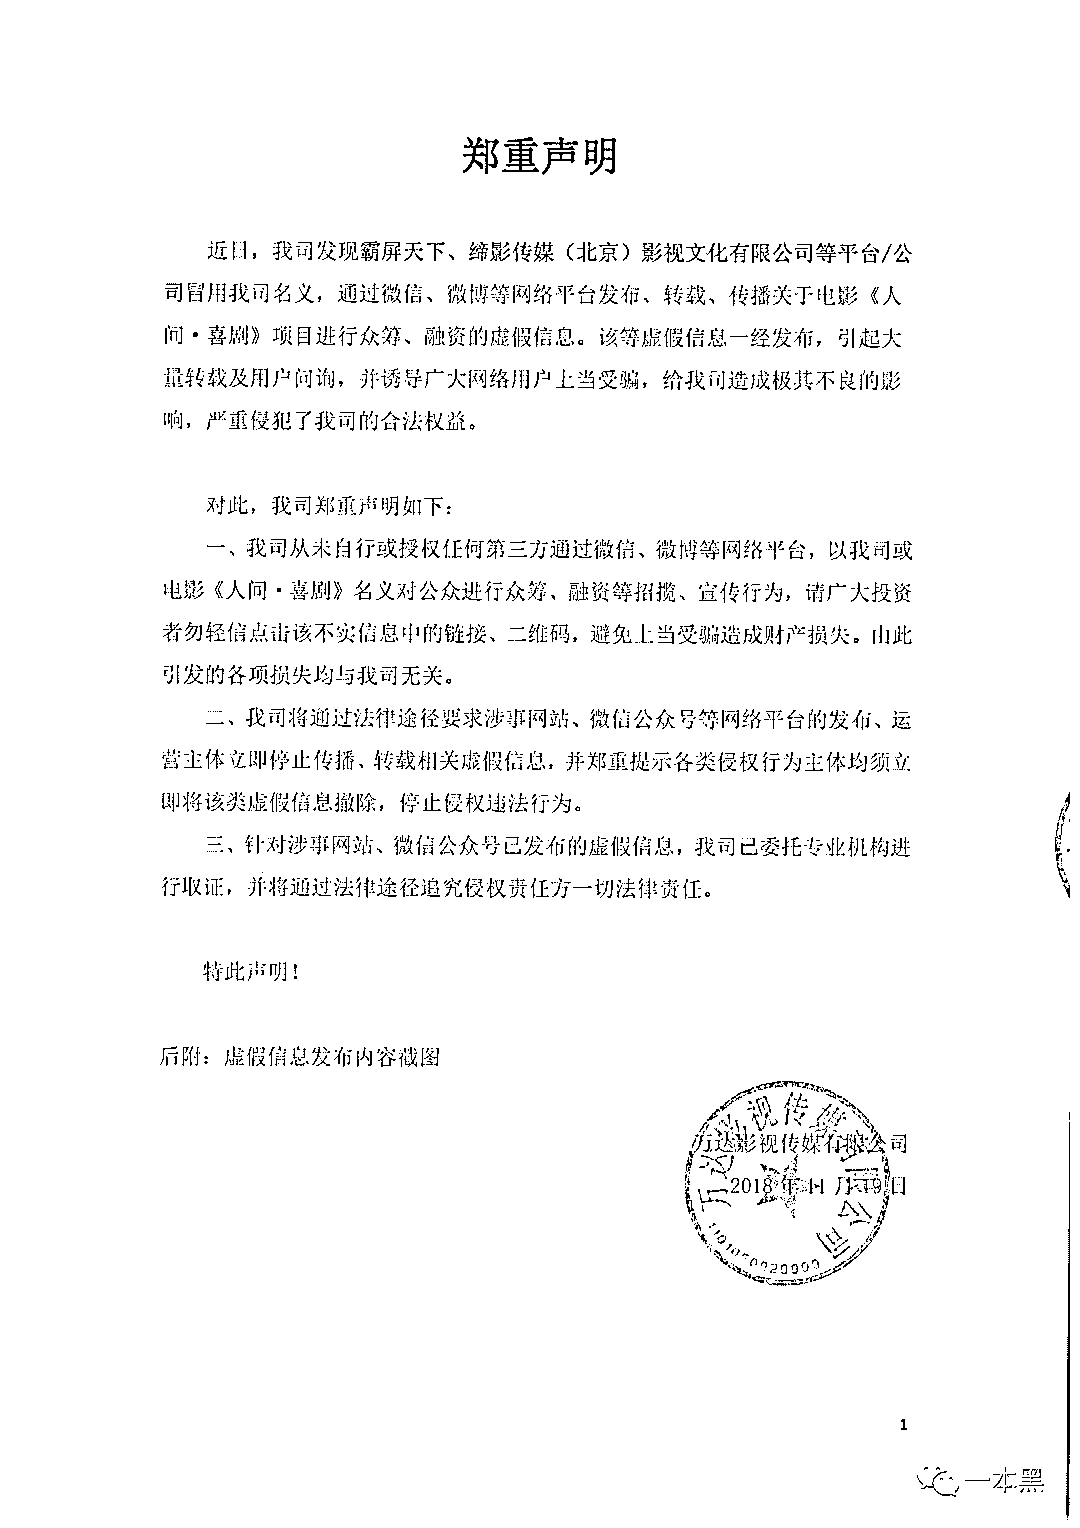 郑重声明
近日，我司发现霸屏天下、缔影传媒（北京）影视文化有限公司等平台/公
司冒用我司名义，通过微信、微博等网络平台发布、转载、传播关于电影《人
间·喜剧》项目进行众筹、融资的虚假信息。该等虚假信息一经发布，引起大
量转载及用户问询，并诱导广大网络用户上当受骗，给我司造成极其不良的影
响，严重侵犯了我司的合法权益。
对此，我司郑重声明如下：
一、我司从未自行或授权任何第三方通过微信、微博等网络平台，以我司或
电影《人间·喜剧》名义对公众进行众筹、融资等招揽、宣传行为，请广大投资
者勿轻信点击该不实信息中的链接、二维码，避免上当受骗造成财产损失。由此
引发的各项损失均与我司无关。
二、我司将通过法律途径要求涉事网站、微信公众号等网络平台的发布、运
营主体立即停止传播、转载相关虚假信息，并郑重提示各类侵权行为主体均须立
即将该类虚假信息撤除，停止侵权违法行为。
三、针对涉事网站、微信公众号已发布的虚假信息，我司已委托专业机构进
行取证，并将通过法律途径追究侵权责任方一切法律责任。
特此声明！
后附：虚假信息发布内容截图
万达影视传媒有限公司
2018年11月19日
万达影视传媒有限公司
1
一本黑